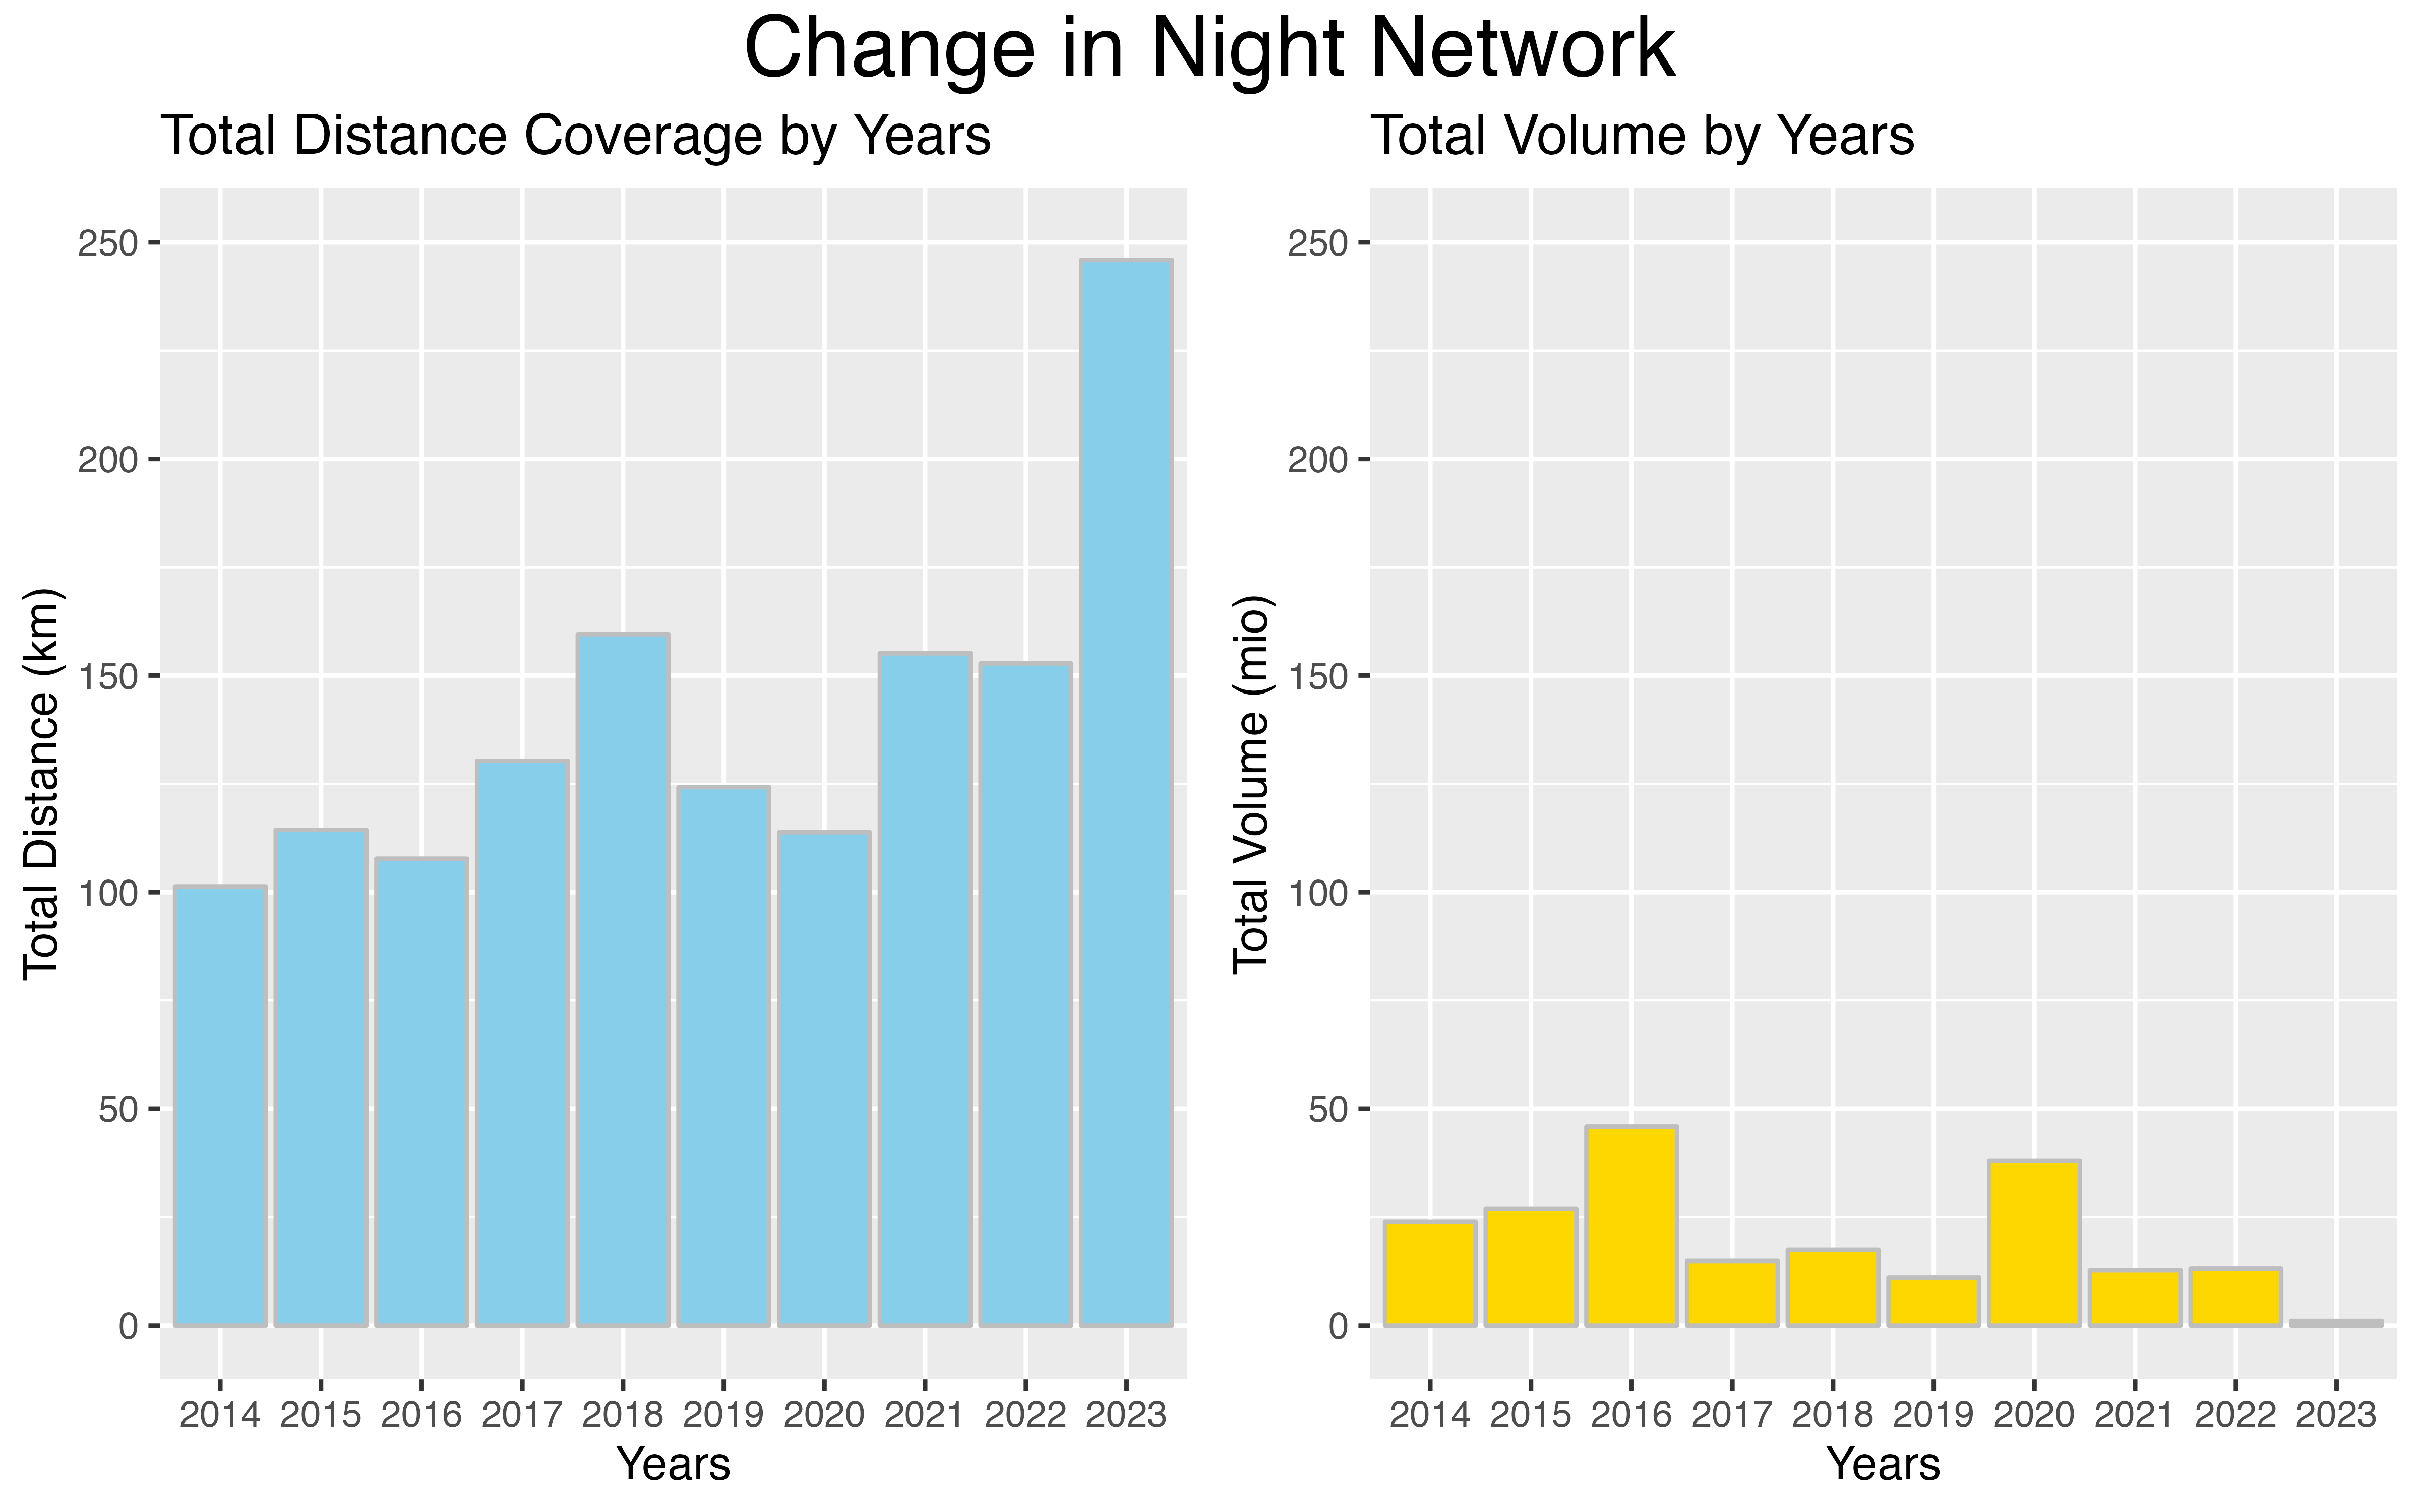 Change in Night Network
Total Distance Coverage by Years
Total Distance (km)
250
200
150
100
50
0
2014 2015 2016 2017 2018 2019 2020 2021 2022 2023
Years
Total Volume by Years
Total Volume (mio)
250
200
150
100
50
0
2014 2015 2016 2017 2018 2019 2020 2021 2022 2023
Years